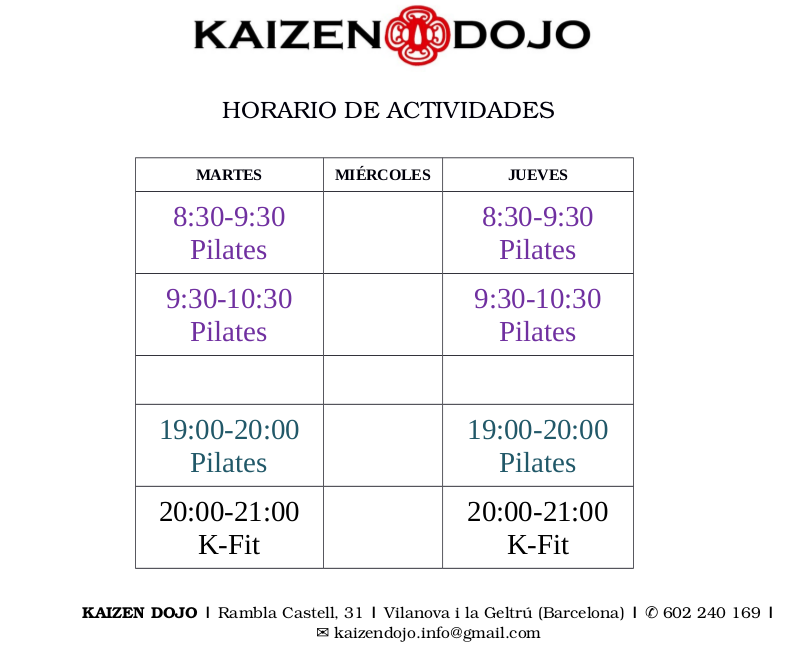 KAIZEN DOJO
HORARIO DE ACTIVIDADES
MARTES MIÉRCOLES JUEVES
8:30-9:30 8:30-9:30
Pilates Pilates
9:30-10:30 9:30-10:30
Pilates Pilates
19:00-20:00 19:00-20:00
Pilates Pilates
20:00-21:00 20:00-21:00
K-Fit K-Fit
KAIZEN DOJO I Rambla Castell, 31 I Vilanova i la Geltrú (Barcelona) I ✆ 602 240 169 I
✉ kaizendojo.info@gmail.com